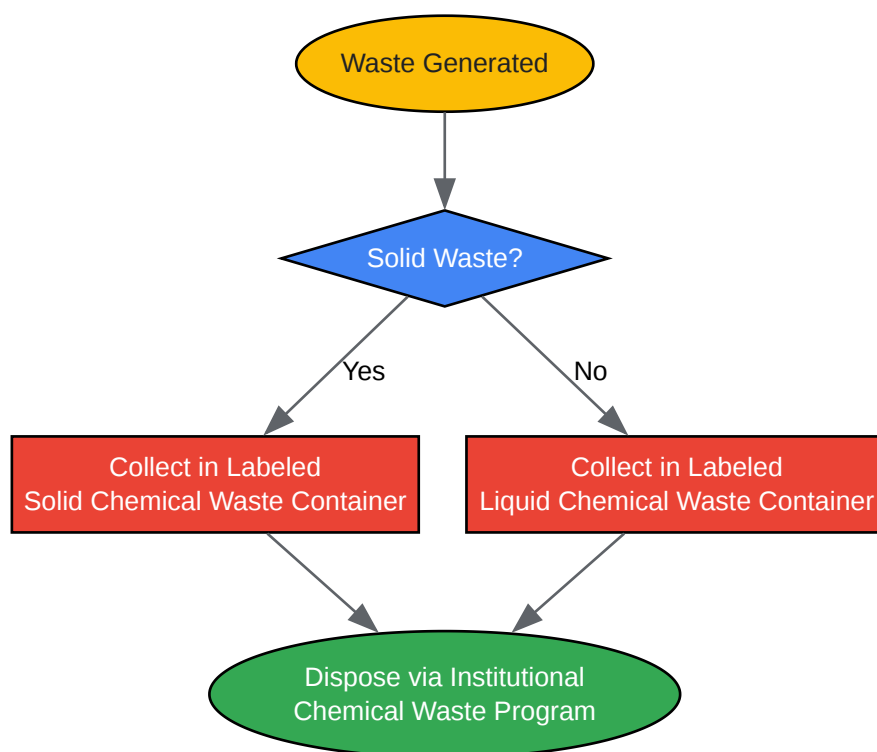 Waste Generated
Solid Waste?
Yes
No
Collect in Labeled
Solid Chemical Waste Container
Collect in Labeled
Liquid Chemical Waste Container
Dispose via Institutional
Chemical Waste Program